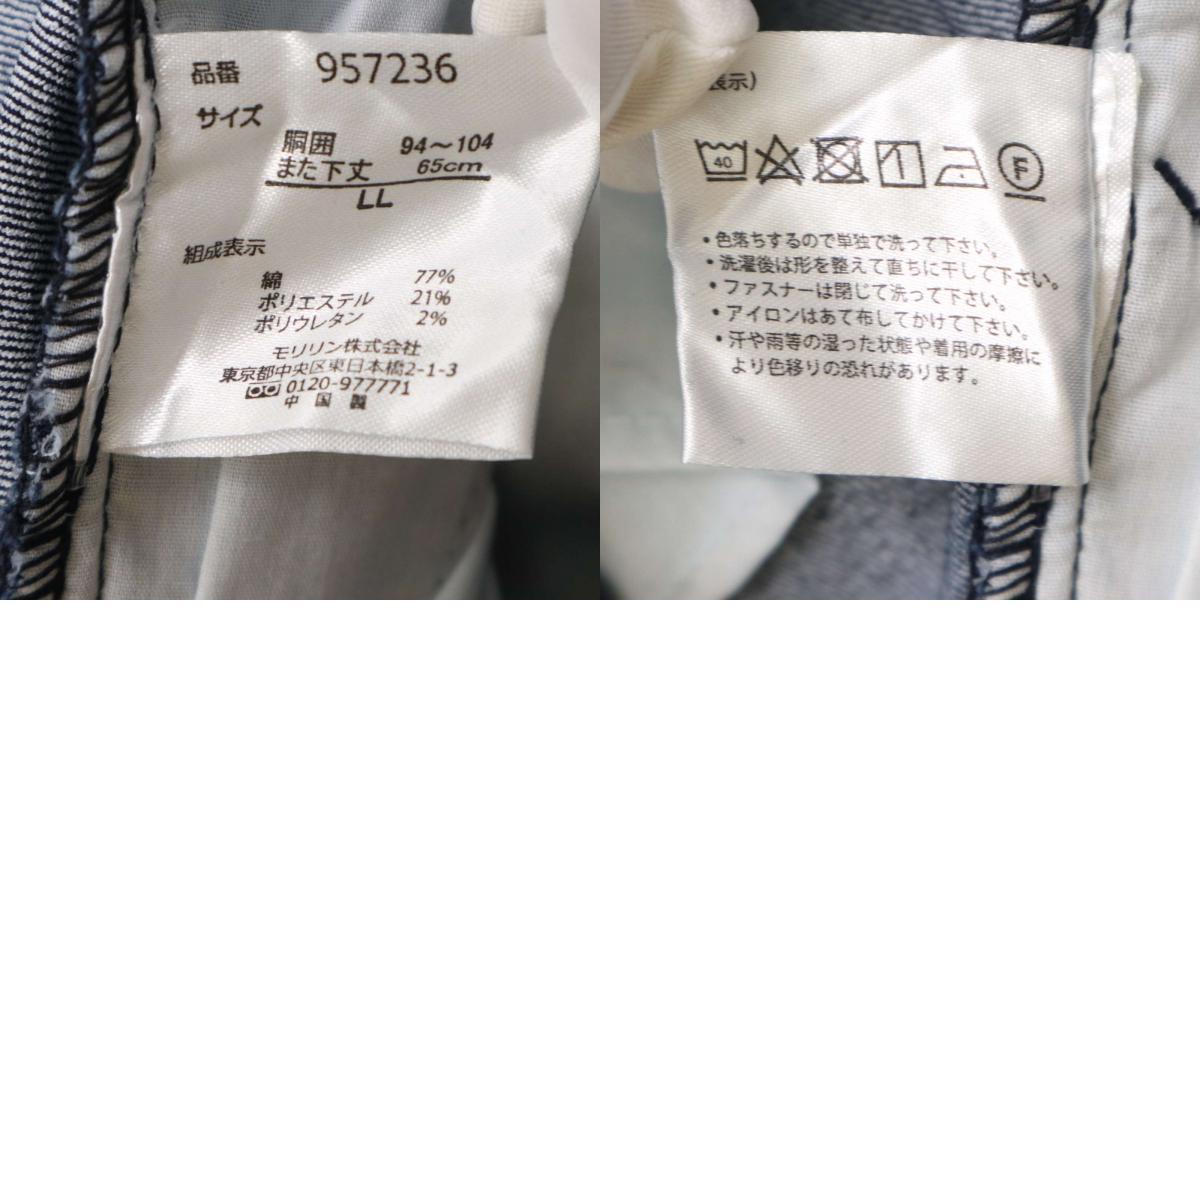 品番 957236
サイズ
胴囲 94～104
また下丈 65cm
LL
組成表示
綿 77%
ポリエステル 21%
ポリウレタン 2%
モリリン株式会社
東京都中央区東日本橋2-1-3
0120-977771
中国製
表示)
40 F
・色落ちするので単独で洗って下さい。
・洗濯後は形を整えて直ちに干して下さい。
・ファスナーは閉じて洗って下さい。
・アイロンはあて布してかけて下さい。
・汗や雨等の湿った状態や着用の摩擦に
より色移りの恐れがあります。